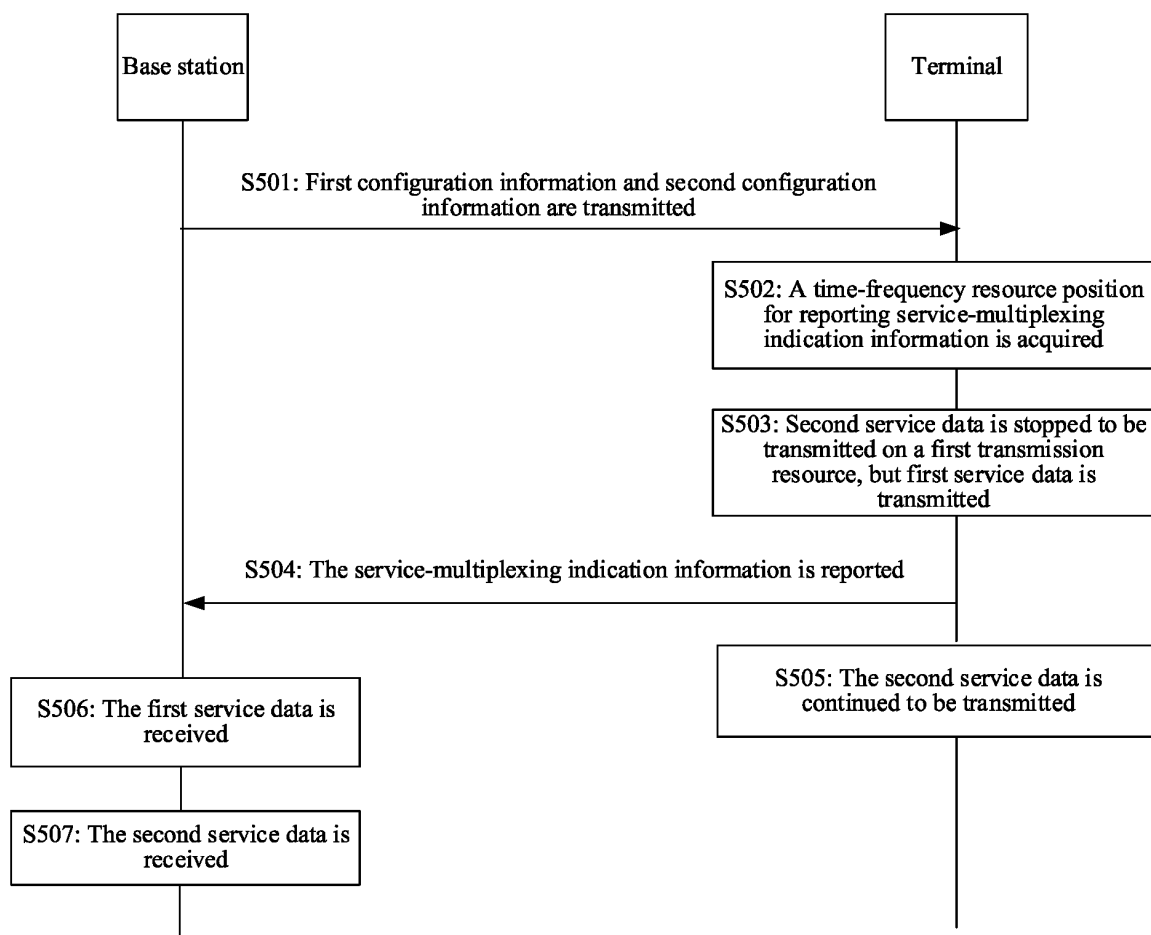 Base station
Terminal
S501: First configuration information and second configuration
information are transmitted
S502: A time-frequency resource position
for reporting service-multiplexing
indication information is acquired
S503: Second service data is stopped to be
transmitted on a first transmission
resource, but first service data is
transmitted
S504: The service-multiplexing indication information is reported
S505: The second service data is
continued to be transmitted
S506: The first service data is
received
S507: The second service data is
received